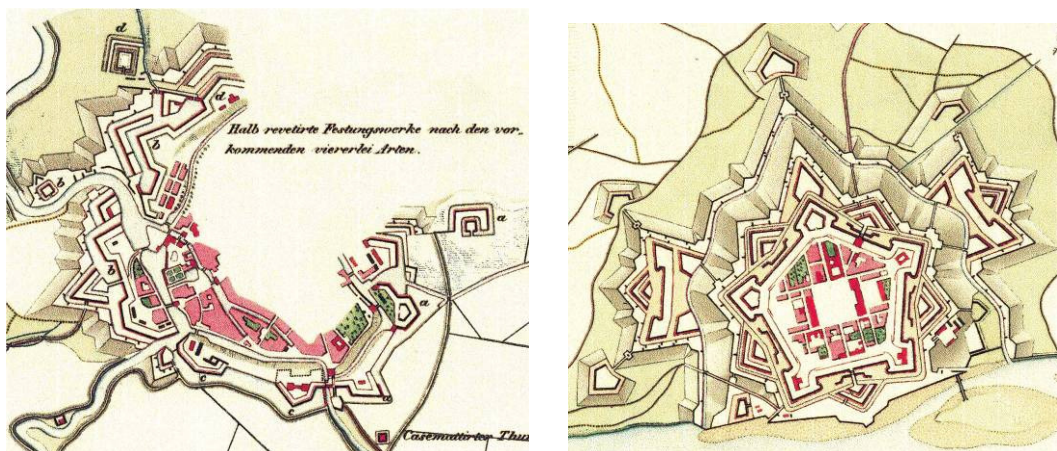 d
Halb revetirte Festungswerke nach den vor-
kommenden viererlei Arten.
d
b
d
a
b
a
c
c
a
Casemattirter Thur